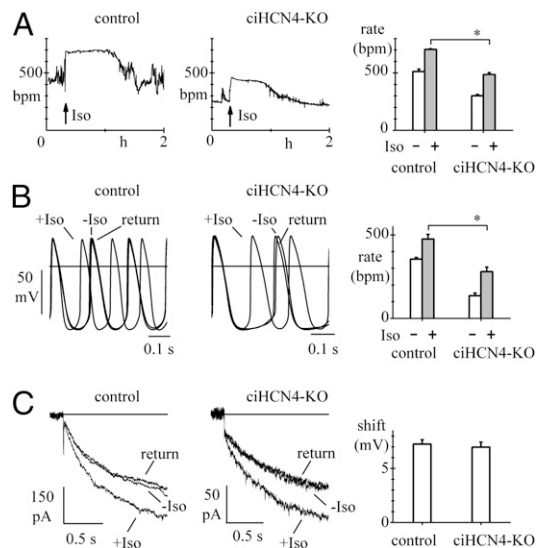 A
control
ciHCN4-KO
500
bpm
Iso
0 h 2
500
bpm
Iso
0 h 2
rate
(bpm)
*
500
0
Iso - + - +
control ciHCN4-KO
B
control
ciHCN4-KO
+Iso -Iso return
50
mV
0.1 s
+Iso -Iso return
0.1 s
500
*
rate
(bpm)
0
Iso - + - +
control ciHCN4-KO
C
control
ciHCN4-KO
return
-Iso
+Iso
150
pA
0.5 s
return
-Iso
+Iso
50
pA
0.5 s
shift
(mV)
5
0
control ciHCN4-KO